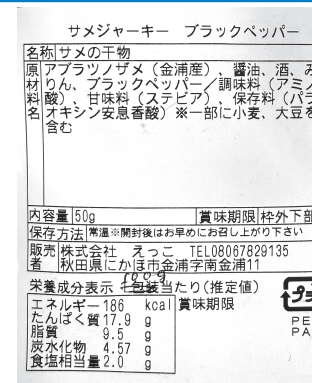 サメジャーキー ブラックペッパー
名称 サメの干物
原材料名 アブラツノザメ（金浦産）、醤油、酒、み
りん、ブラックペッパー／調味料（アミノ
酸）、甘味料（ステビア）、保存料（パラ
オキシン安息香酸）※一部に小麦、大豆を
含む
内容量 50g 賞味期限 枠外下部
保存方法 常温※開封後はお早めにお召し上がり下さい
販売者 株式会社 えっこ TEL08067829135
秋田県にかほ市金浦字南金浦11
100g
栄養成分表示 1包装当たり（推定値）
エネルギー 186 kcal 賞味期限
たんぱく質 17.9 g
脂質 9.5 g
炭水化物 4.57 g
食塩相当量 2.0 g
プラ
PE
PA